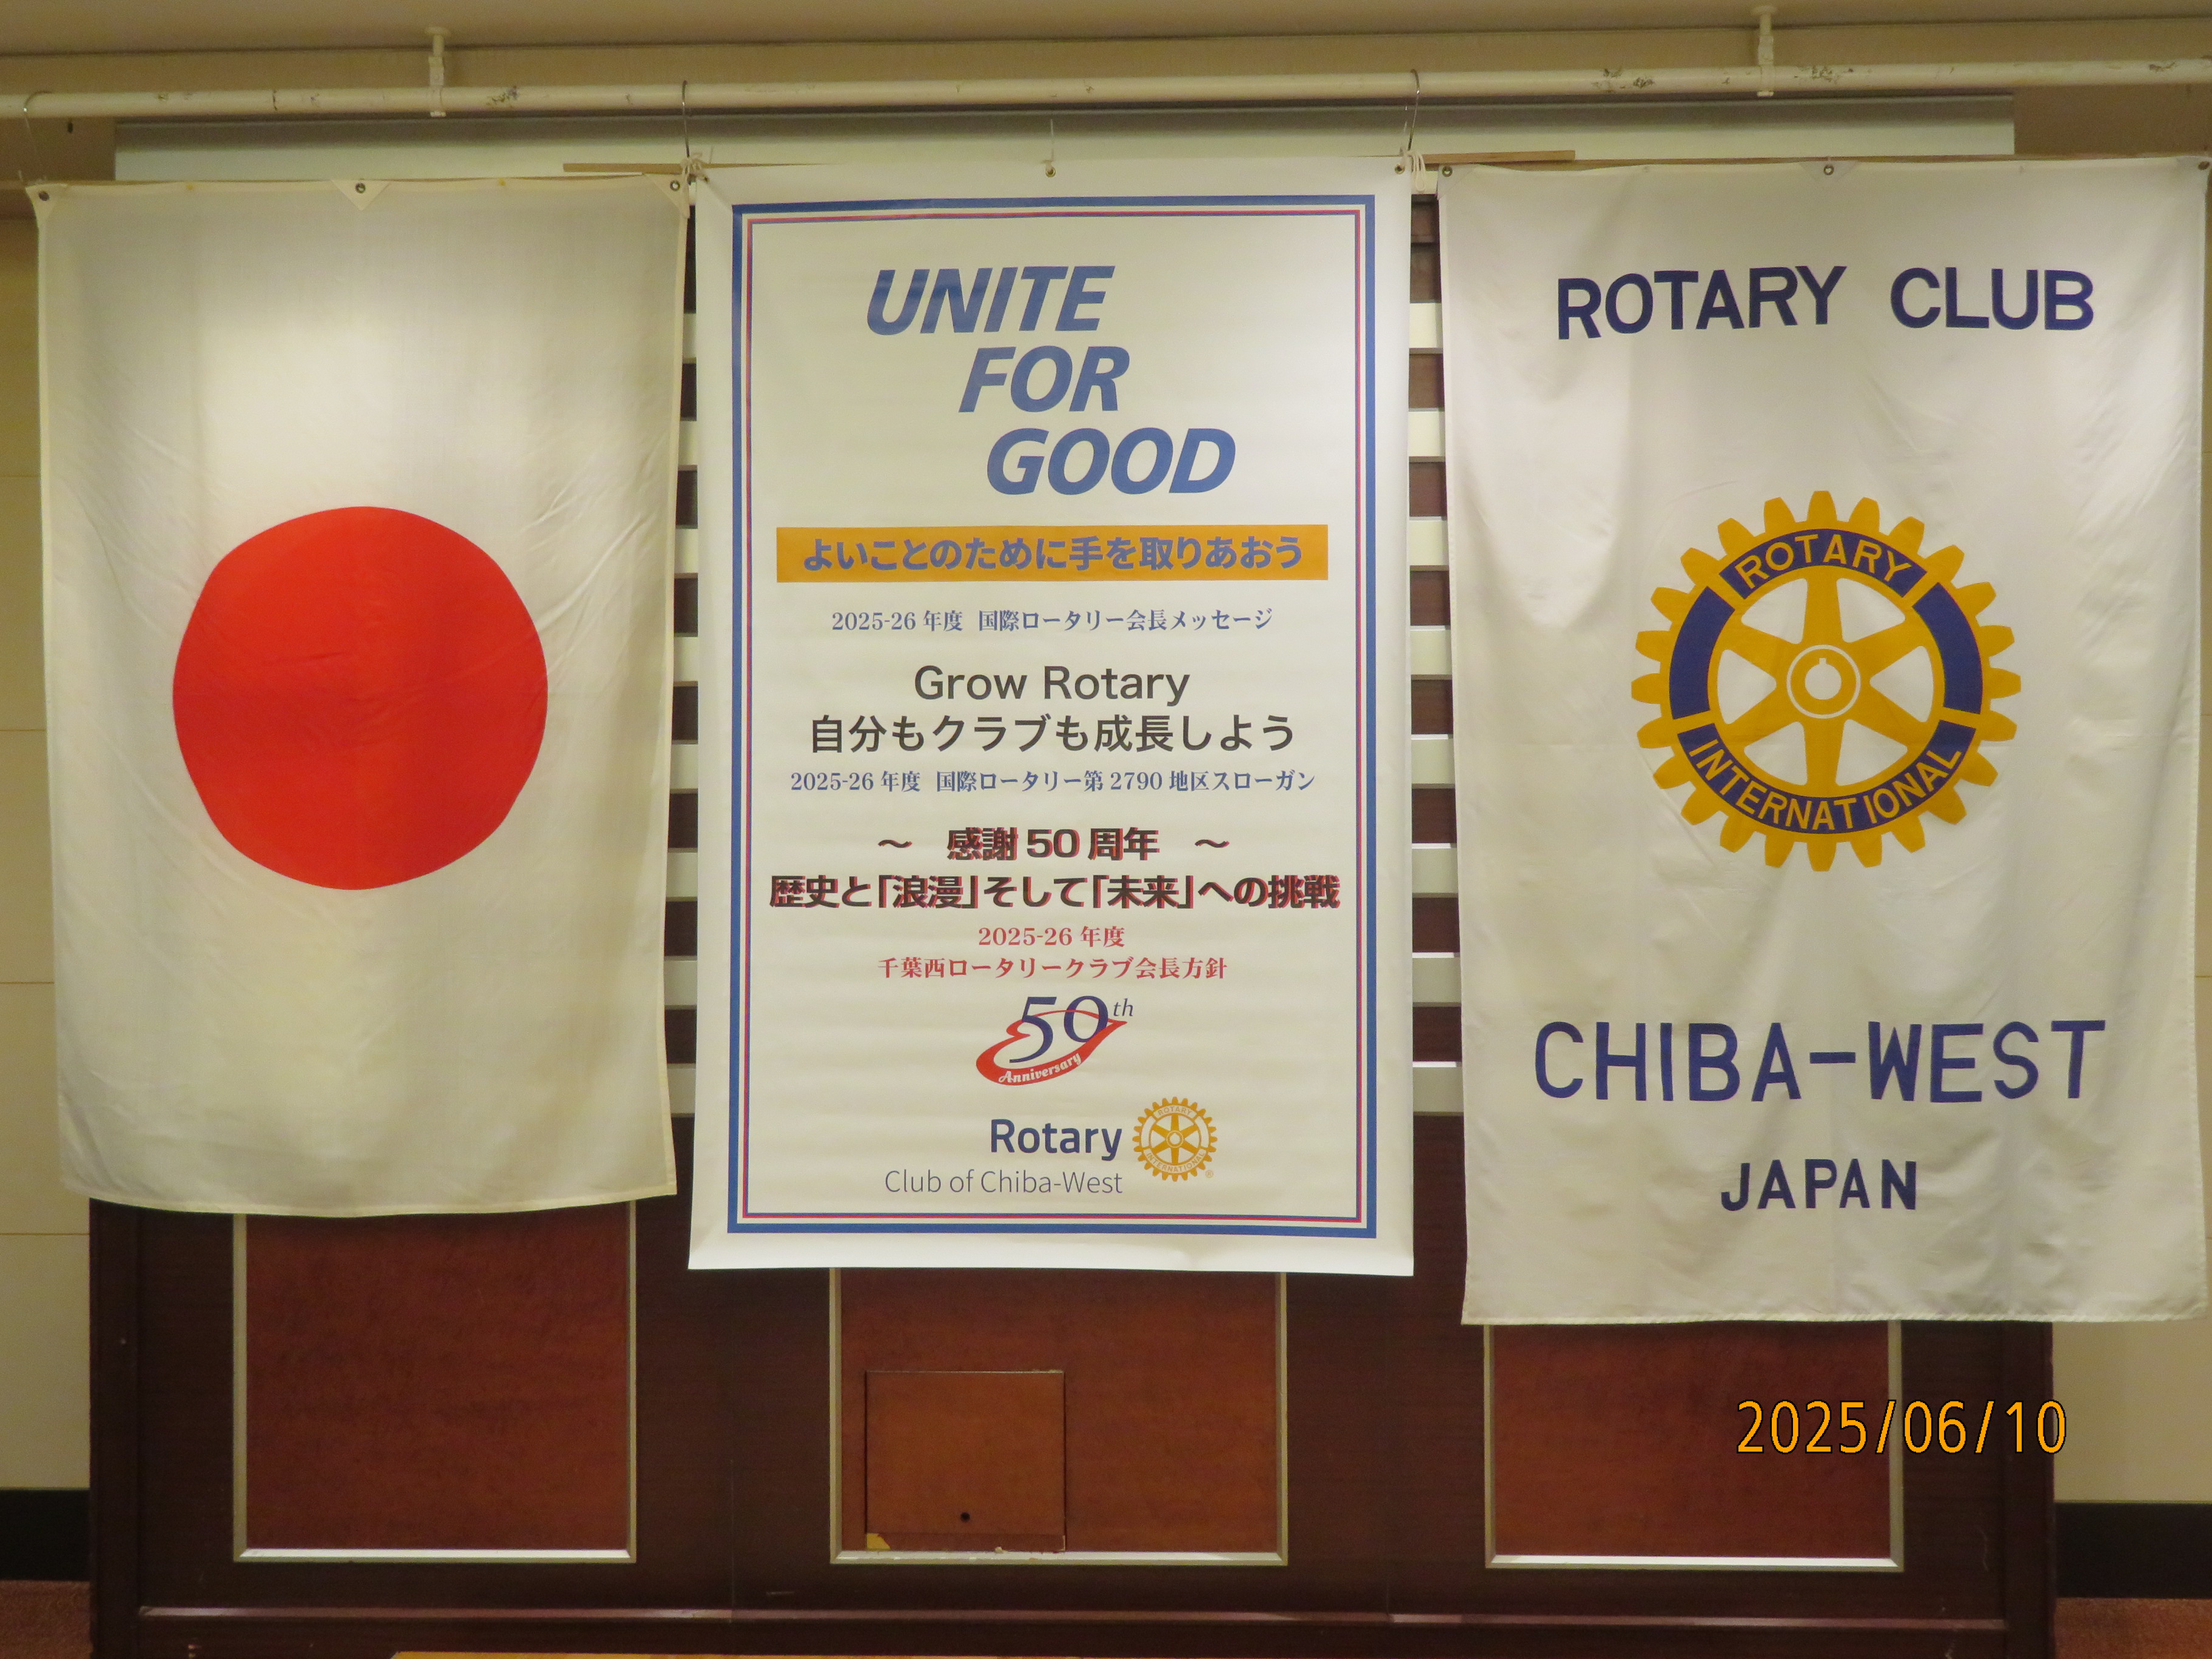 UNITE
FOR
GOOD
よいことのために手を取りあおう
2025-26 年度 国際ロータリー会長メッセージ
Grow Rotary
自分もクラブも成長しよう
2025-26 年度 国際ロータリー第 2790 地区スローガン
～ 感謝 50 周年 ～
歴史と「浪漫」そして「未来」への挑戦
2025-26 年度
千葉西ロータリークラブ会長方針
50th
Anniversary
Rotary
Club of Chiba-West
ROTARY
INTERNATIONAL
®
ROTARY CLUB
ROTARY
INTERNATIONAL
CHIBA-WEST
JAPAN
2025/06/10